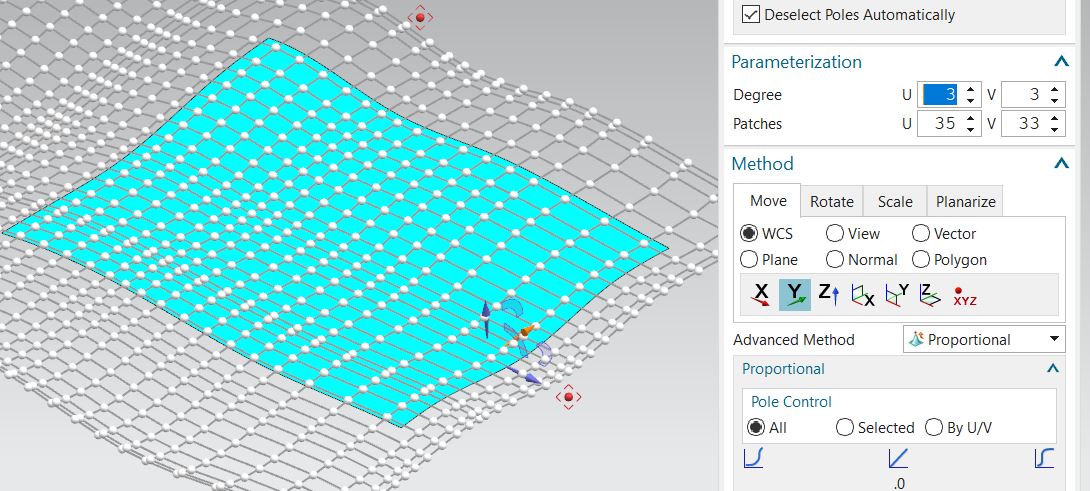 Deselect Poles Automatically
Parameterization
Degree U 3 V 3
Patches U 35 V 33
Method
Move Rotate Scale Planarize
WCS View Vector
Plane Normal Polygon
X Y Z X Y Z XYZ
Advanced Method Proportional
Proportional
Pole Control
All Selected By U/V
.0